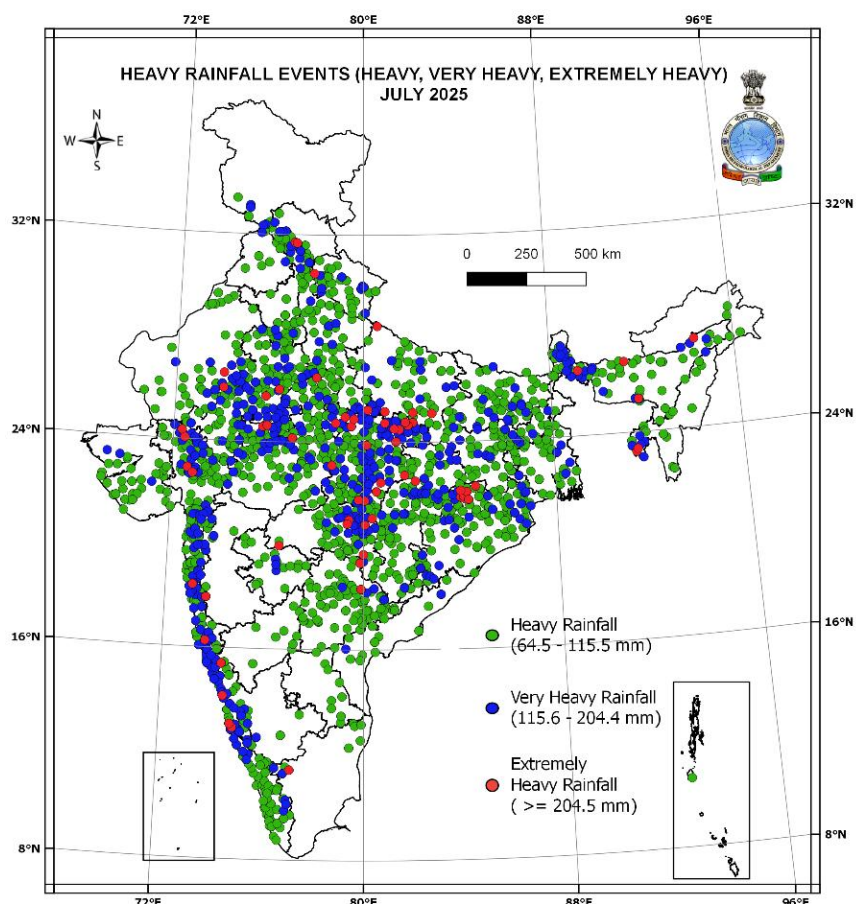 72°E 80°E 88°E 96°E
HEAVY RAINFALL EVENTS (HEAVY, VERY HEAVY, EXTREMELY HEAVY)
JULY 2025
N
W E
S
32°N 32°N
0 250 500 km
24°N 24°N
16°N 16°N
Heavy Rainfall
(64.5 - 115.5 mm)
Very Heavy Rainfall
(115.6 - 204.4 mm)
Extremely
Heavy Rainfall
( >= 204.5 mm)
8°N 8°N
72°E 80°E 88°E 96°E